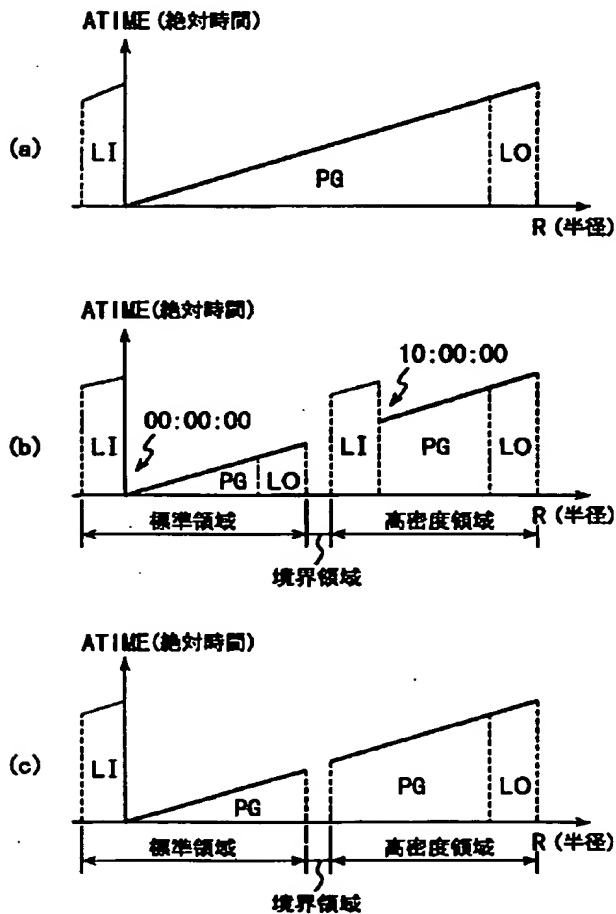 ATIME(絶対時間)
(a)
LI
PG
LO
R(半径)
ATIME(絶対時間)
10:00:00
00:00:00
(b)
LI
PG
LO
LI
PG
LO
R(半径)
標準領域
高密度領域
境界領域
ATIME(絶対時間)
(c)
LI
PG
PG
LO
R(半径)
標準領域
高密度領域
境界領域